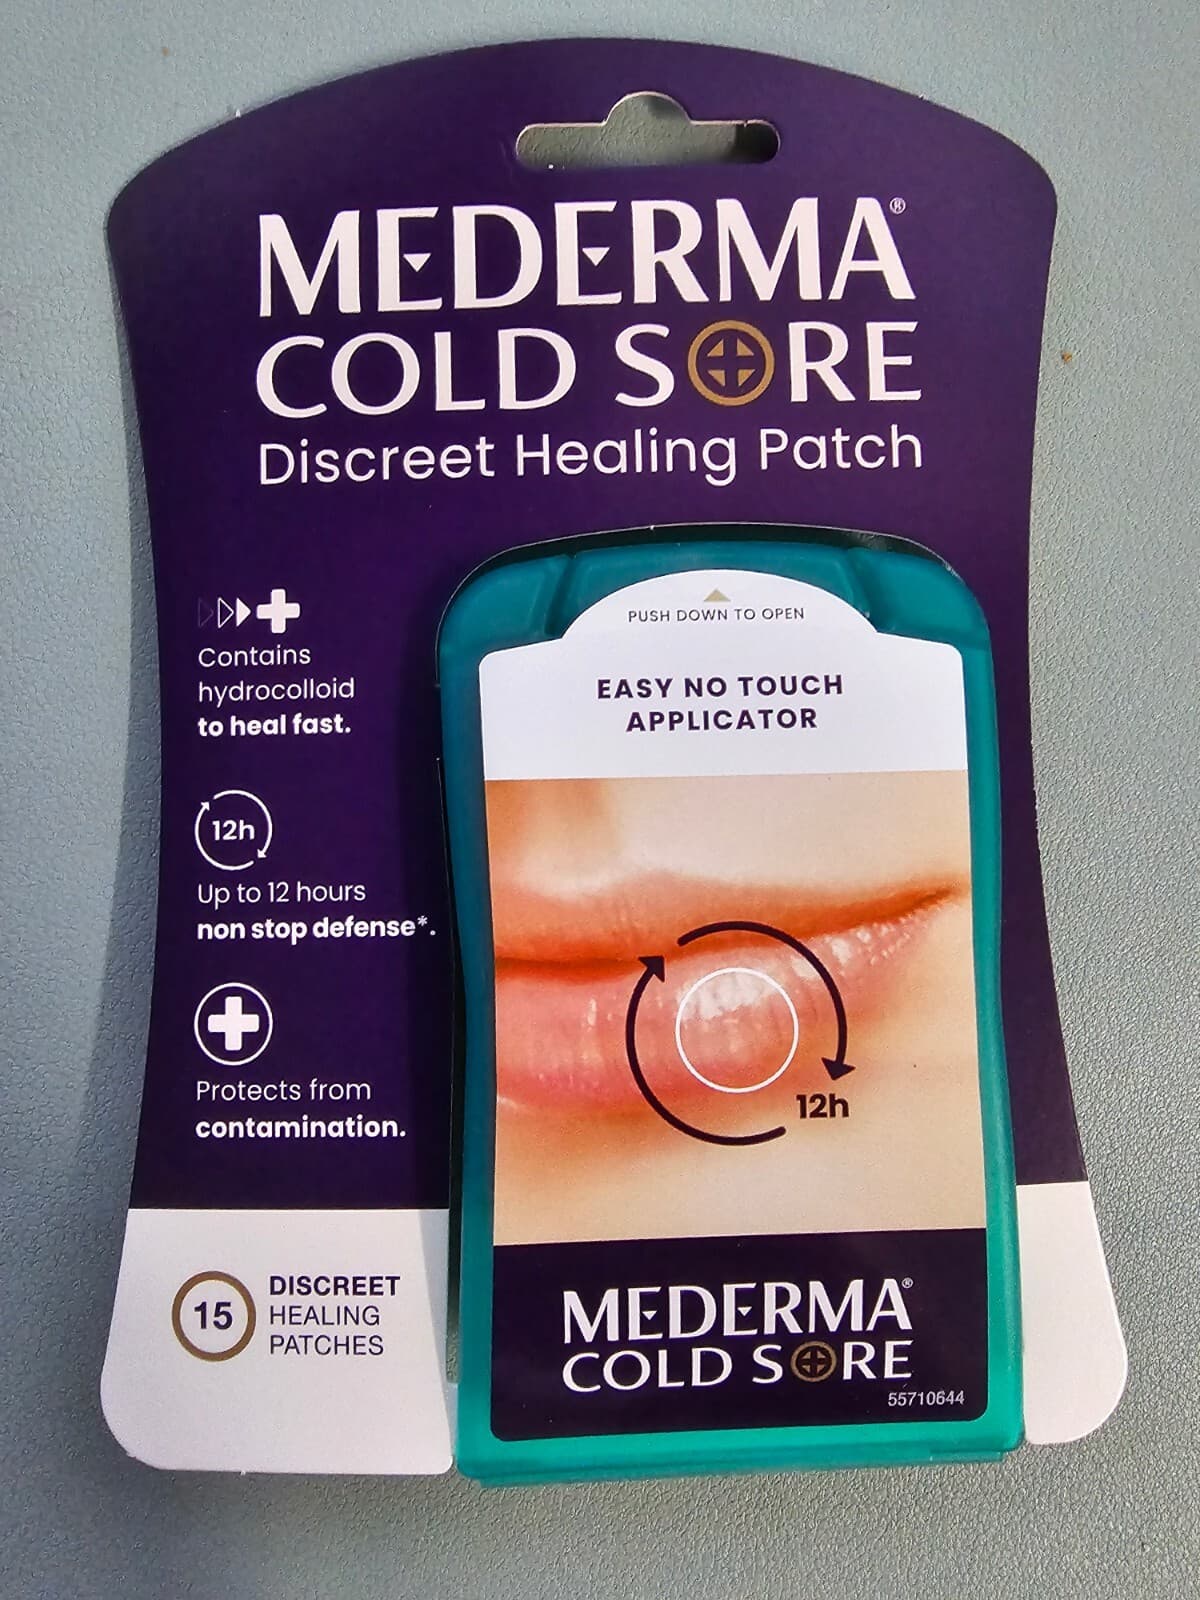 MEDERMA®
COLD SORE
Discreet Healing Patch
Contains
hydrocolloid
to heal fast.
12h
Up to 12 hours
non stop defense*.
Protects from
contamination.
15
DISCREET
HEALING
PATCHES
PUSH DOWN TO OPEN
EASY NO TOUCH
APPLICATOR
12h
MEDERMA®
COLD SORE
55710644